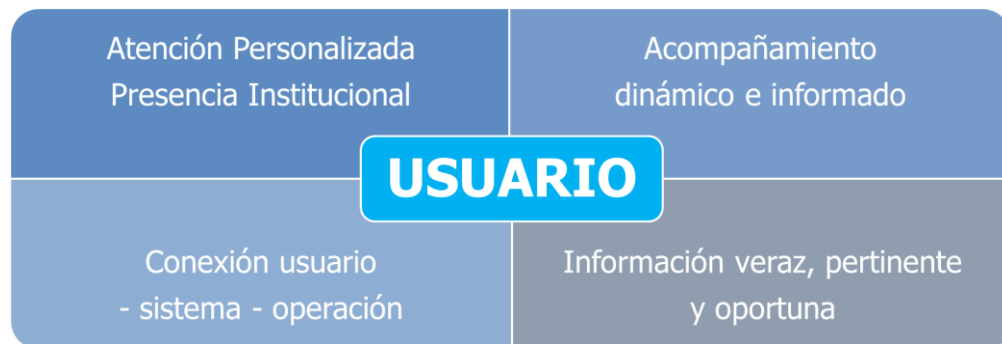 Atención Personalizada
Presencia Institucional
Acompañamiento
dinámico e informado
USUARIO
Conexión usuario
- sistema - operación
Información veraz, pertinente
y oportuna